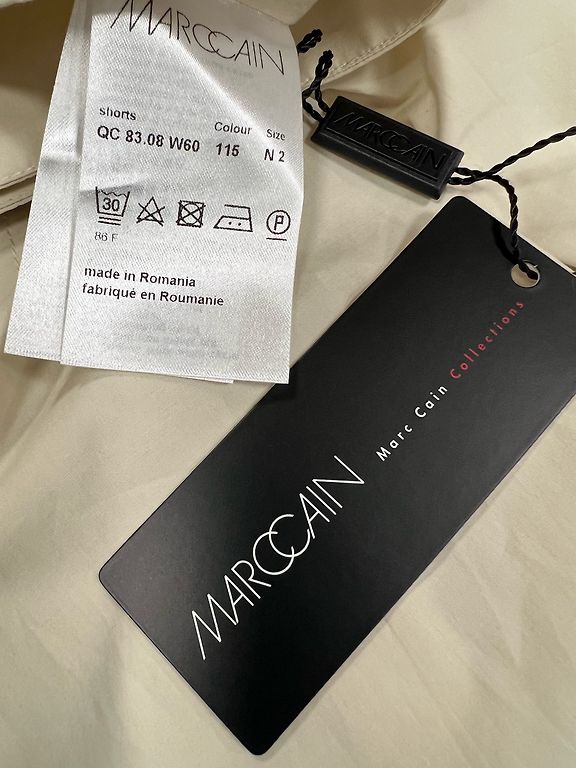 MARCCAIN
shorts
Colour
Size
QC 83.08 W60
115
N 2
30
P
86 F
made in Romania
fabriqué en Roumanie
MARCCAIN
Marc Cain Collections
MARCCAIN